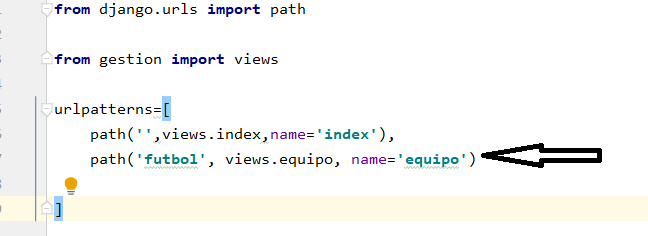 from django.urls import path
from gestion import views
urlpatterns=[
path('',views.index,name='index'),
path('futbol', views.equipo, name='equipo')
]